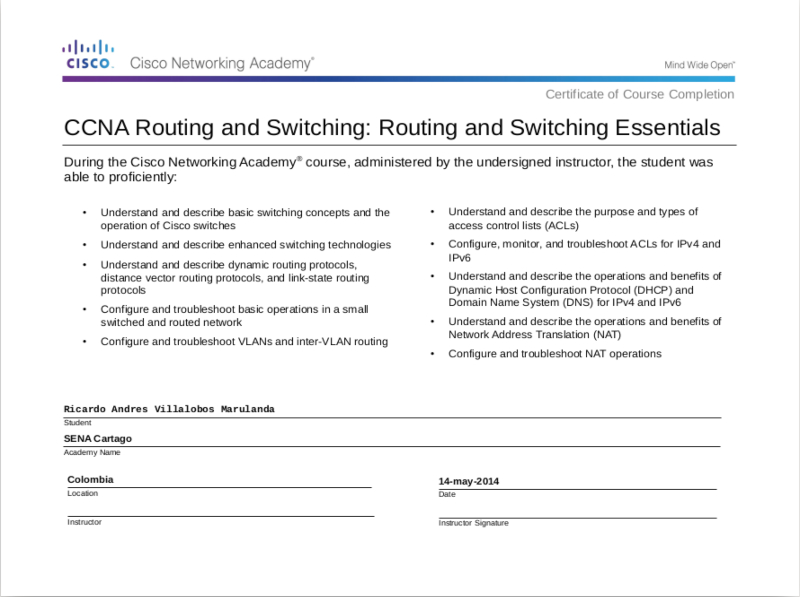 CISCO Cisco Networking Academy® Mind Wide Open™
Certificate of Course Completion
CCNA Routing and Switching: Routing and Switching Essentials
During the Cisco Networking Academy® course, administered by the undersigned instructor, the student was
able to proficiently:
• Understand and describe basic switching concepts and the
operation of Cisco switches
• Understand and describe enhanced switching technologies
• Understand and describe dynamic routing protocols,
distance vector routing protocols, and link-state routing
protocols
• Configure and troubleshoot basic operations in a small
switched and routed network
• Configure and troubleshoot VLANs and inter-VLAN routing
• Understand and describe the purpose and types of
access control lists (ACLs)
• Configure, monitor, and troubleshoot ACLs for IPv4 and
IPv6
• Understand and describe the operations and benefits of
Dynamic Host Configuration Protocol (DHCP) and
Domain Name System (DNS) for IPv4 and IPv6
• Understand and describe the operations and benefits of
Network Address Translation (NAT)
• Configure and troubleshoot NAT operations
Ricardo Andres Villalobos Marulanda
Student
SENA Cartago
Academy Name
Colombia
Location
14-may-2014
Date
Instructor
Instructor Signature